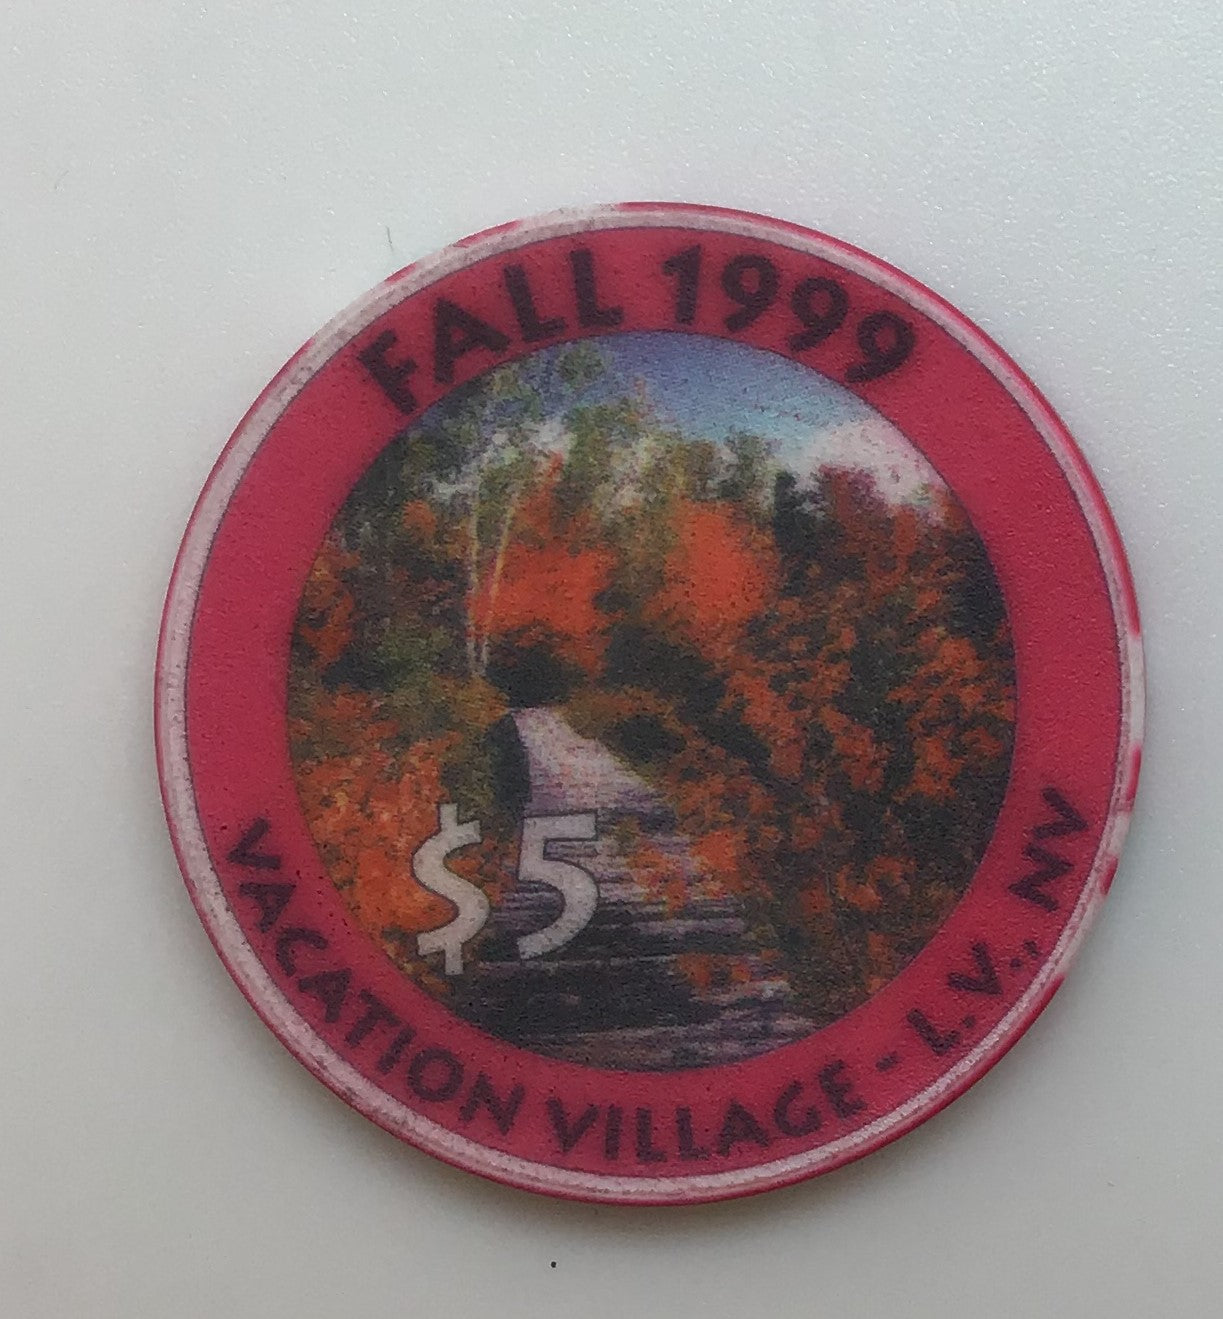 FALL 1999
$5
VACATION VILLAGE - L.V., NV